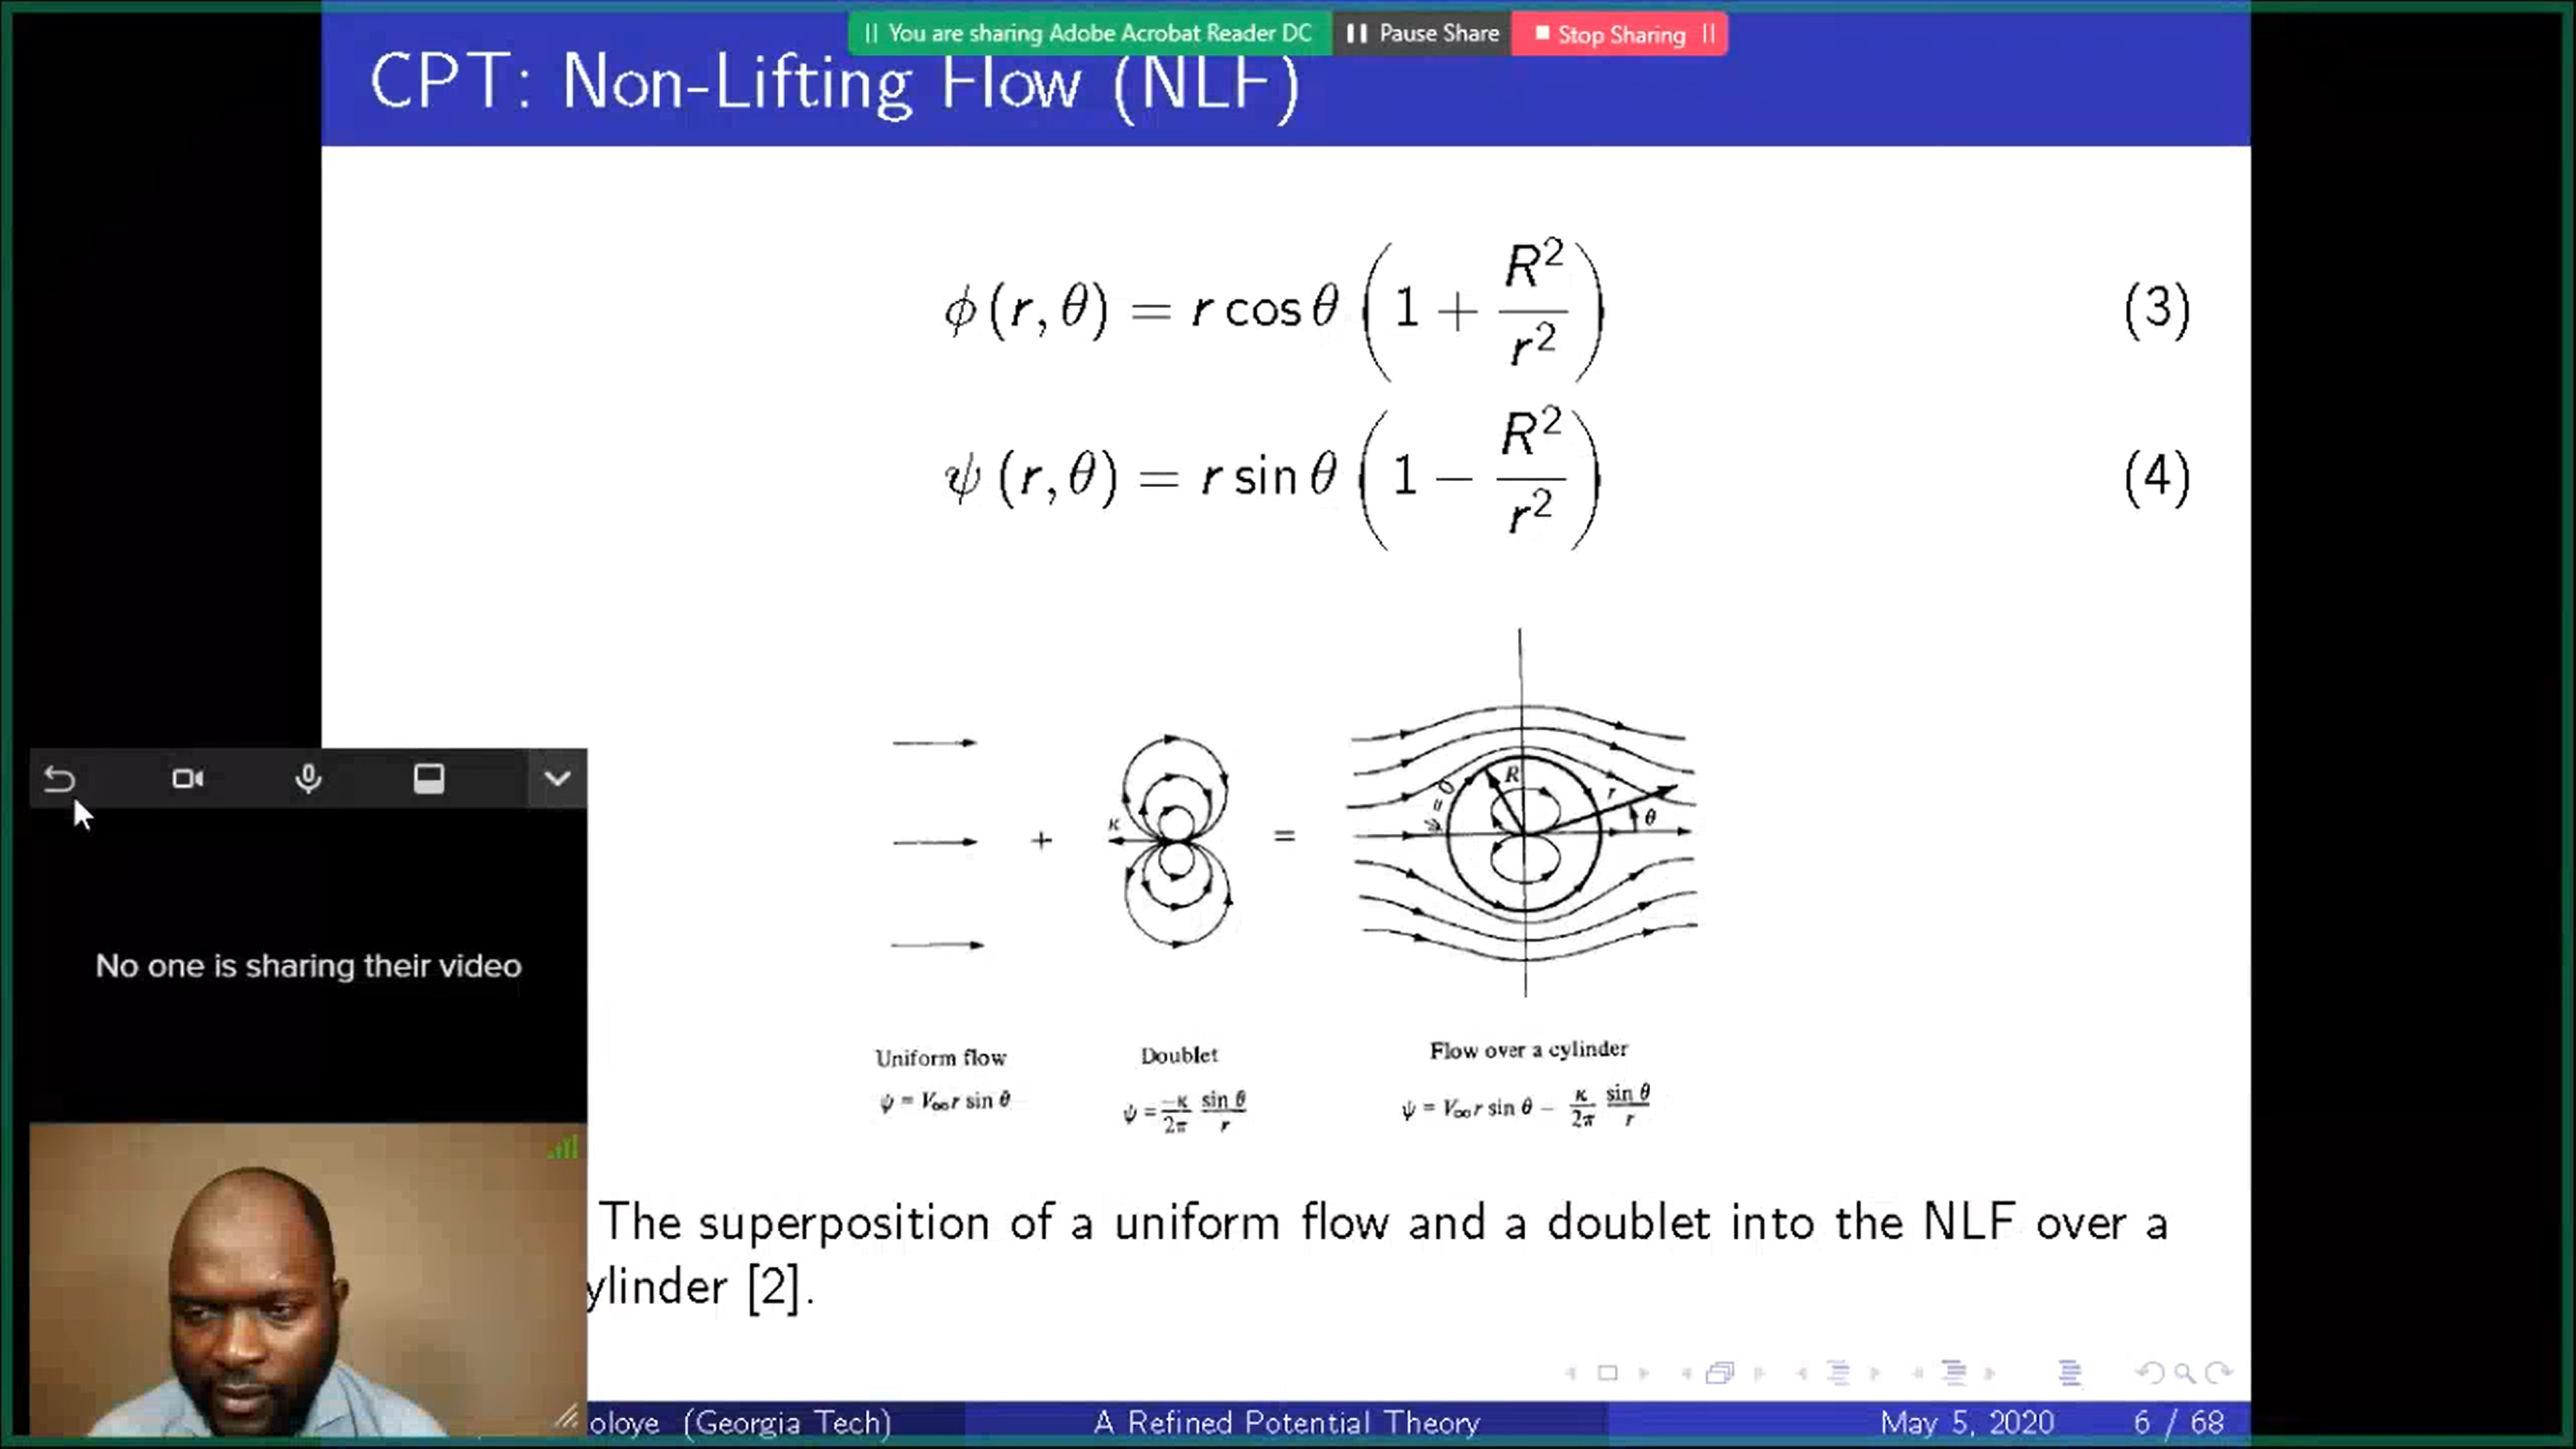 || You are sharing Adobe Acrobat Reader DC
Pause Share
Stop Sharing ||
CPT: Non-Lifting Flow (NLF)
ϕ (r, θ) = r cos θ (1 + R²/r²) (3)
ψ (r, θ) = r sin θ (1 − R²/r²) (4)
+
κ
=
ψ = 0
R
r
θ
Uniform flow
ψ = V∞ r sin θ
Doublet
ψ = −κ/2π sin θ/r
Flow over a cylinder
ψ = V∞ r sin θ − κ/2π sin θ/r
No one is sharing their video
The superposition of a uniform flow and a doublet into the NLF over a
ylinder [2].
oloye (Georgia Tech)
A Refined Potential Theory
May 5, 2020
6 / 68